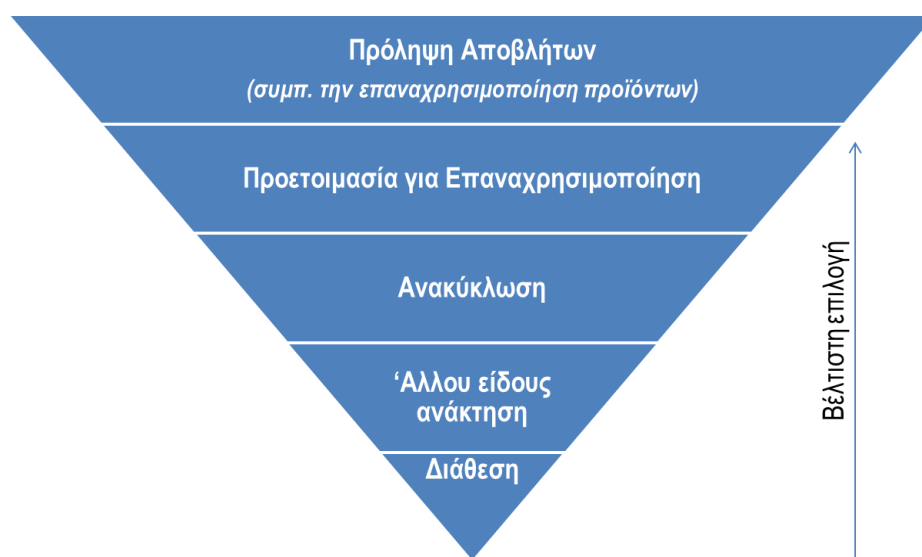 Πρόληψη Αποβλήτων
(συμπ. την επαναχρησιμοποίηση προϊόντων)
Προετοιμασία για Επαναχρησιμοποίηση
Ανακύκλωση
‘Αλλου είδους
ανάκτηση
Διάθεση
Βέλτιστη επιλογή